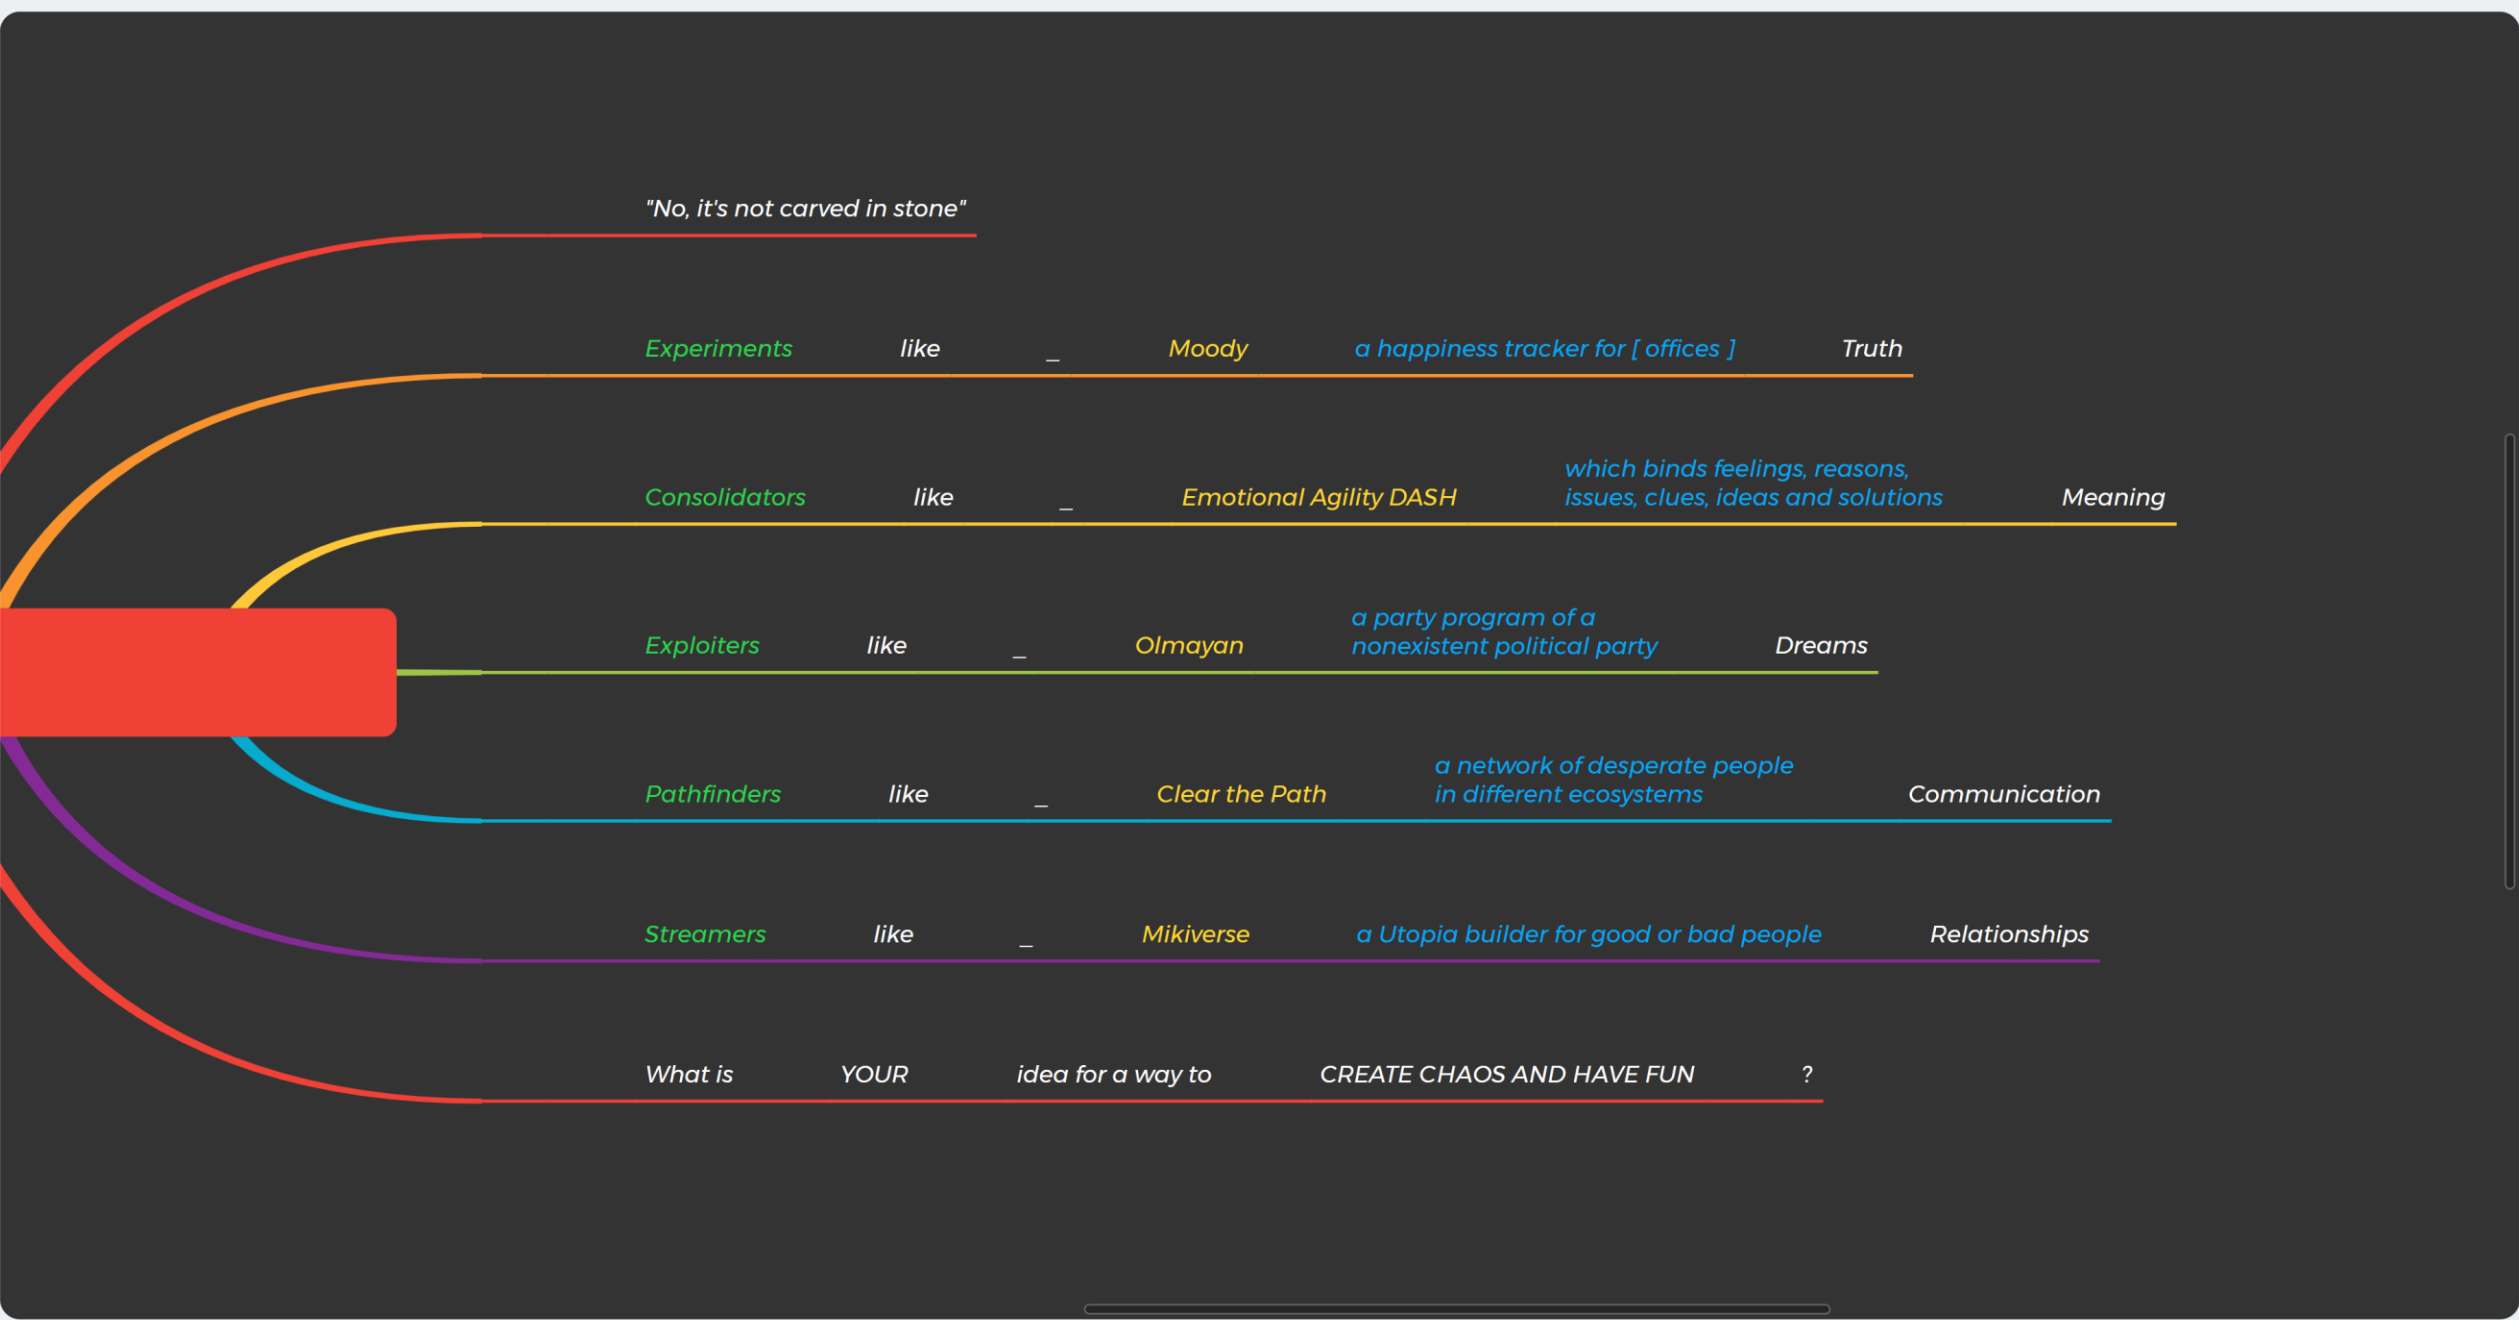 "No, it's not carved in stone"
Experiments like _ Moody a happiness tracker for [ offices ] Truth
which binds feelings, reasons,
Consolidators like _ Emotional Agility DASH issues, clues, ideas and solutions Meaning
a party program of a
Exploiters like _ Olmayan nonexistent political party Dreams
a network of desperate people
Pathfinders like _ Clear the Path in different ecosystems Communication
Streamers like _ Mikiverse a Utopia builder for good or bad people Relationships
What is YOUR idea for a way to CREATE CHAOS AND HAVE FUN ?